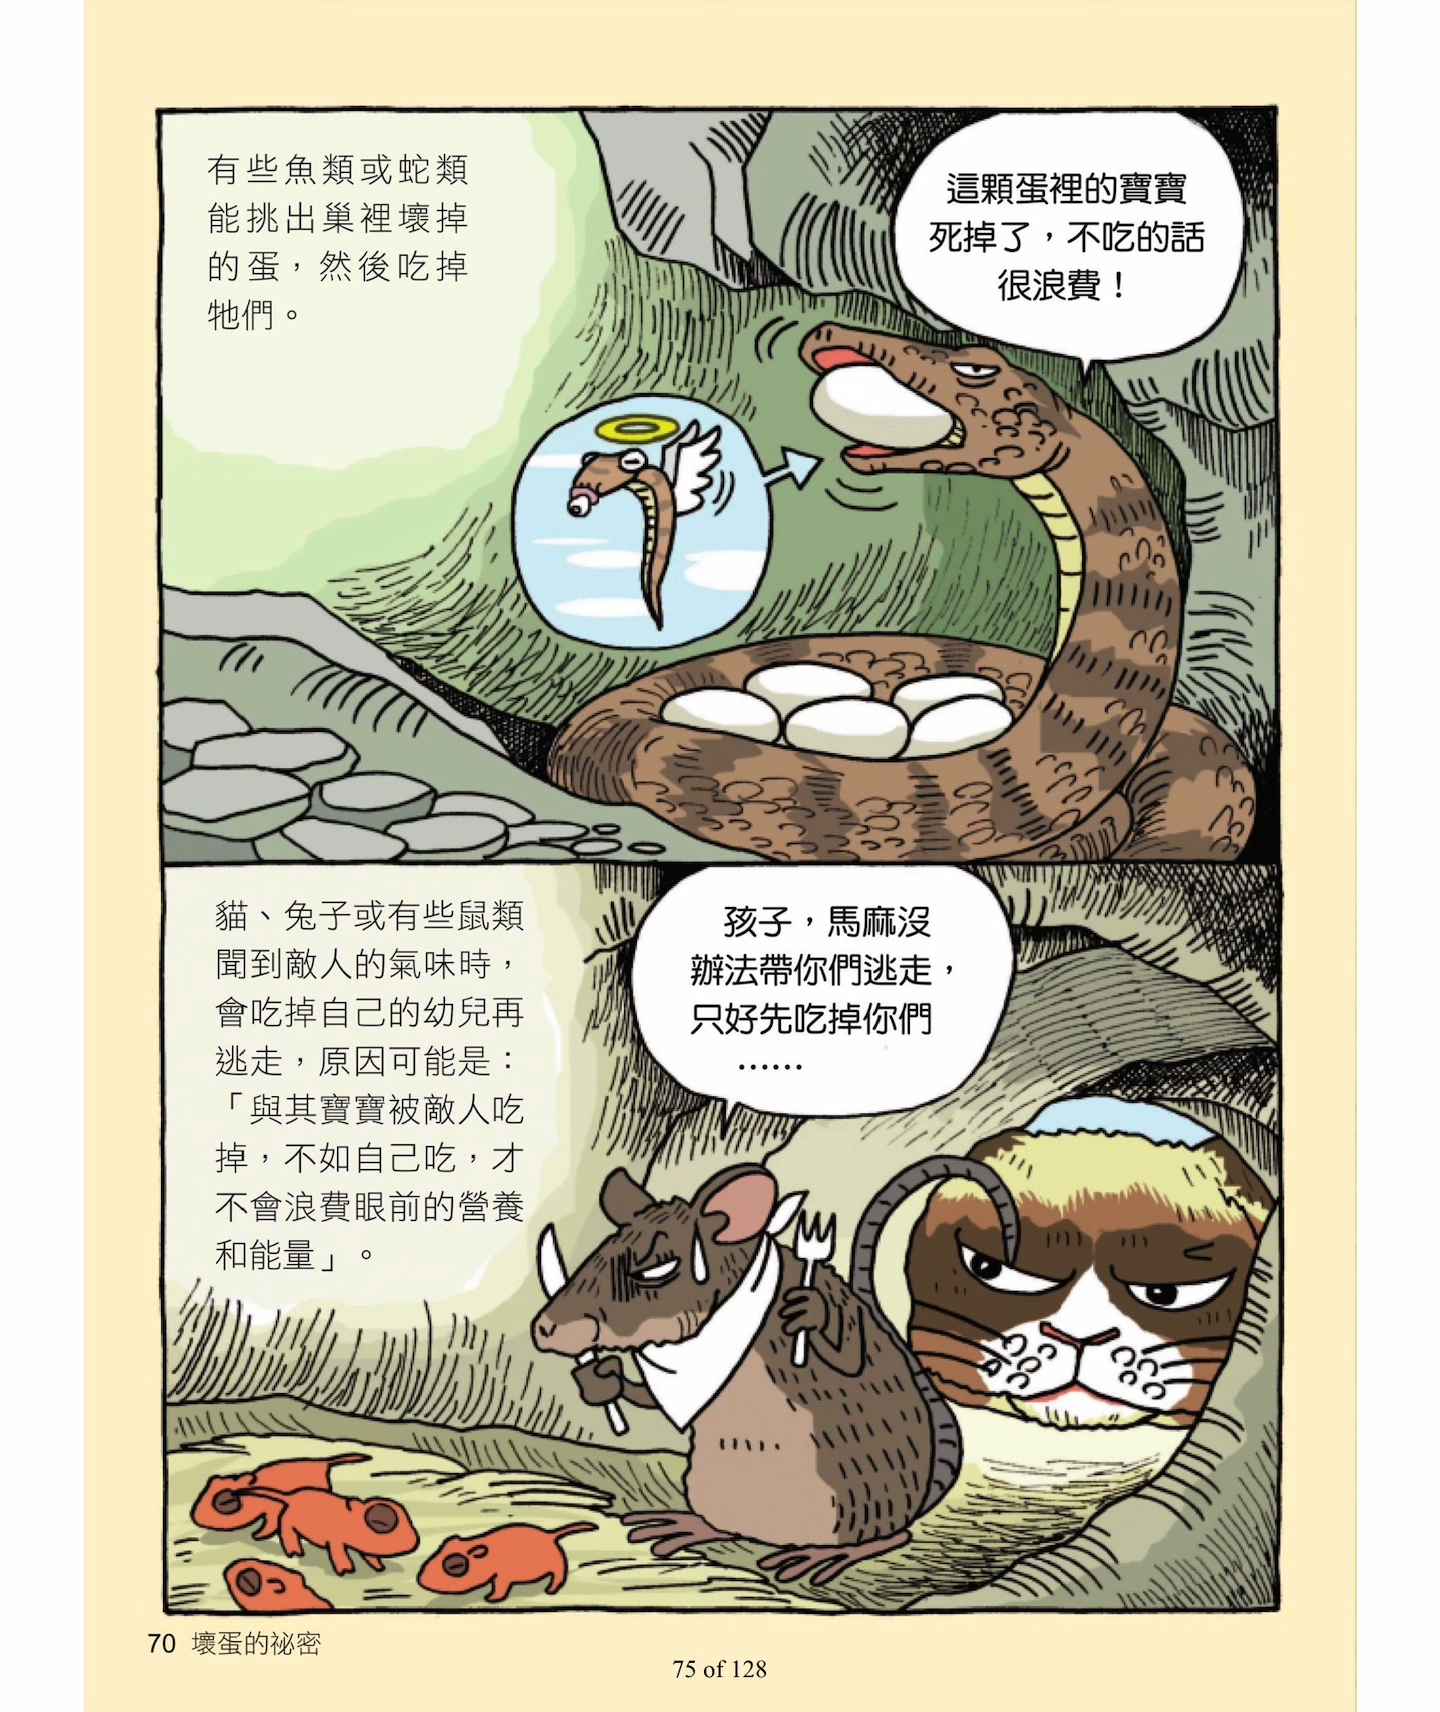 有些魚類或蛇類
能挑出巢裡壞掉
的蛋，然後吃掉
牠們。
這顆蛋裡的寶寶
死掉了，不吃的話
很浪費！
貓、兔子或有些鼠類
聞到敵人的氣味時，
會吃掉自己的幼兒再
逃走，原因可能是：
「與其寶寶被敵人吃
掉，不如自己吃，才
不會浪費眼前的營養
和能量」。
孩子，馬麻沒
辦法帶你們逃走，
只好先吃掉你們
⋯⋯
70 壞蛋的祕密
75 of 128